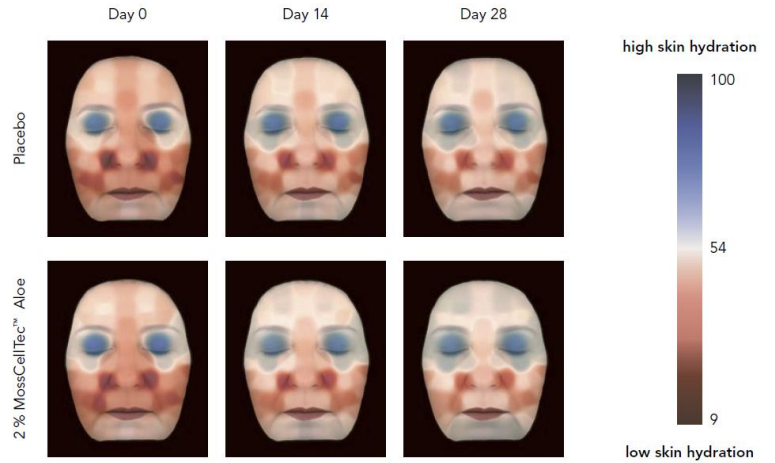 Day 0
Day 14
Day 28
Placebo
2 % MossCellTec™ Aloe
high skin hydration
100
54
9
low skin hydration